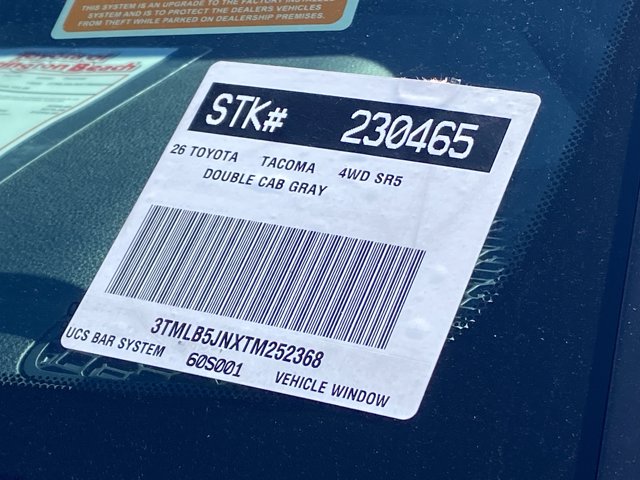 THIS SYSTEM IS AN UPGRADE TO THE FACTORY INSTALLED
SYSTEM AND IS TO PROTECT THE DEALERS VEHICLES
FROM THEFT WHILE PARKED ON DEALERSHIP PREMISES.
Beach
STK# 230465
26 TOYOTA TACOMA 4WD SR5
DOUBLE CAB GRAY
3TMLB5JNXTM252368
UCS BAR SYSTEM 60S001 VEHICLE WINDOW